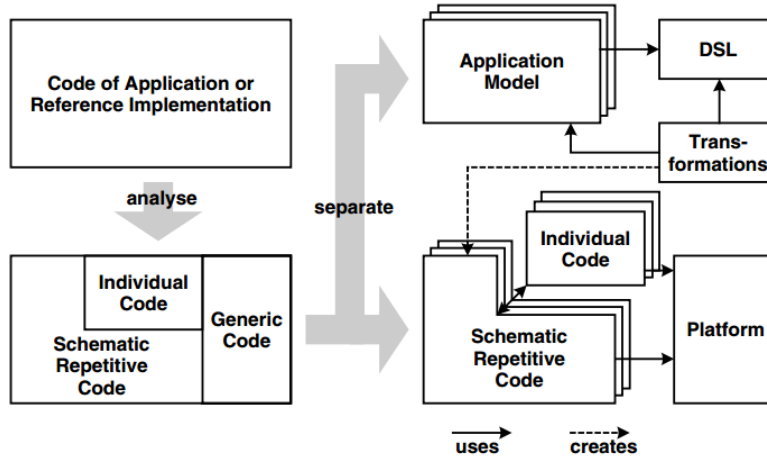 Code of Application or
Reference Implementation
analyse
Individual
Code
Generic
Code
Schematic
Repetitive
Code
separate
Application
Model
DSL
Trans-
formations
Individual
Code
Schematic
Repetitive
Code
Platform
uses
creates